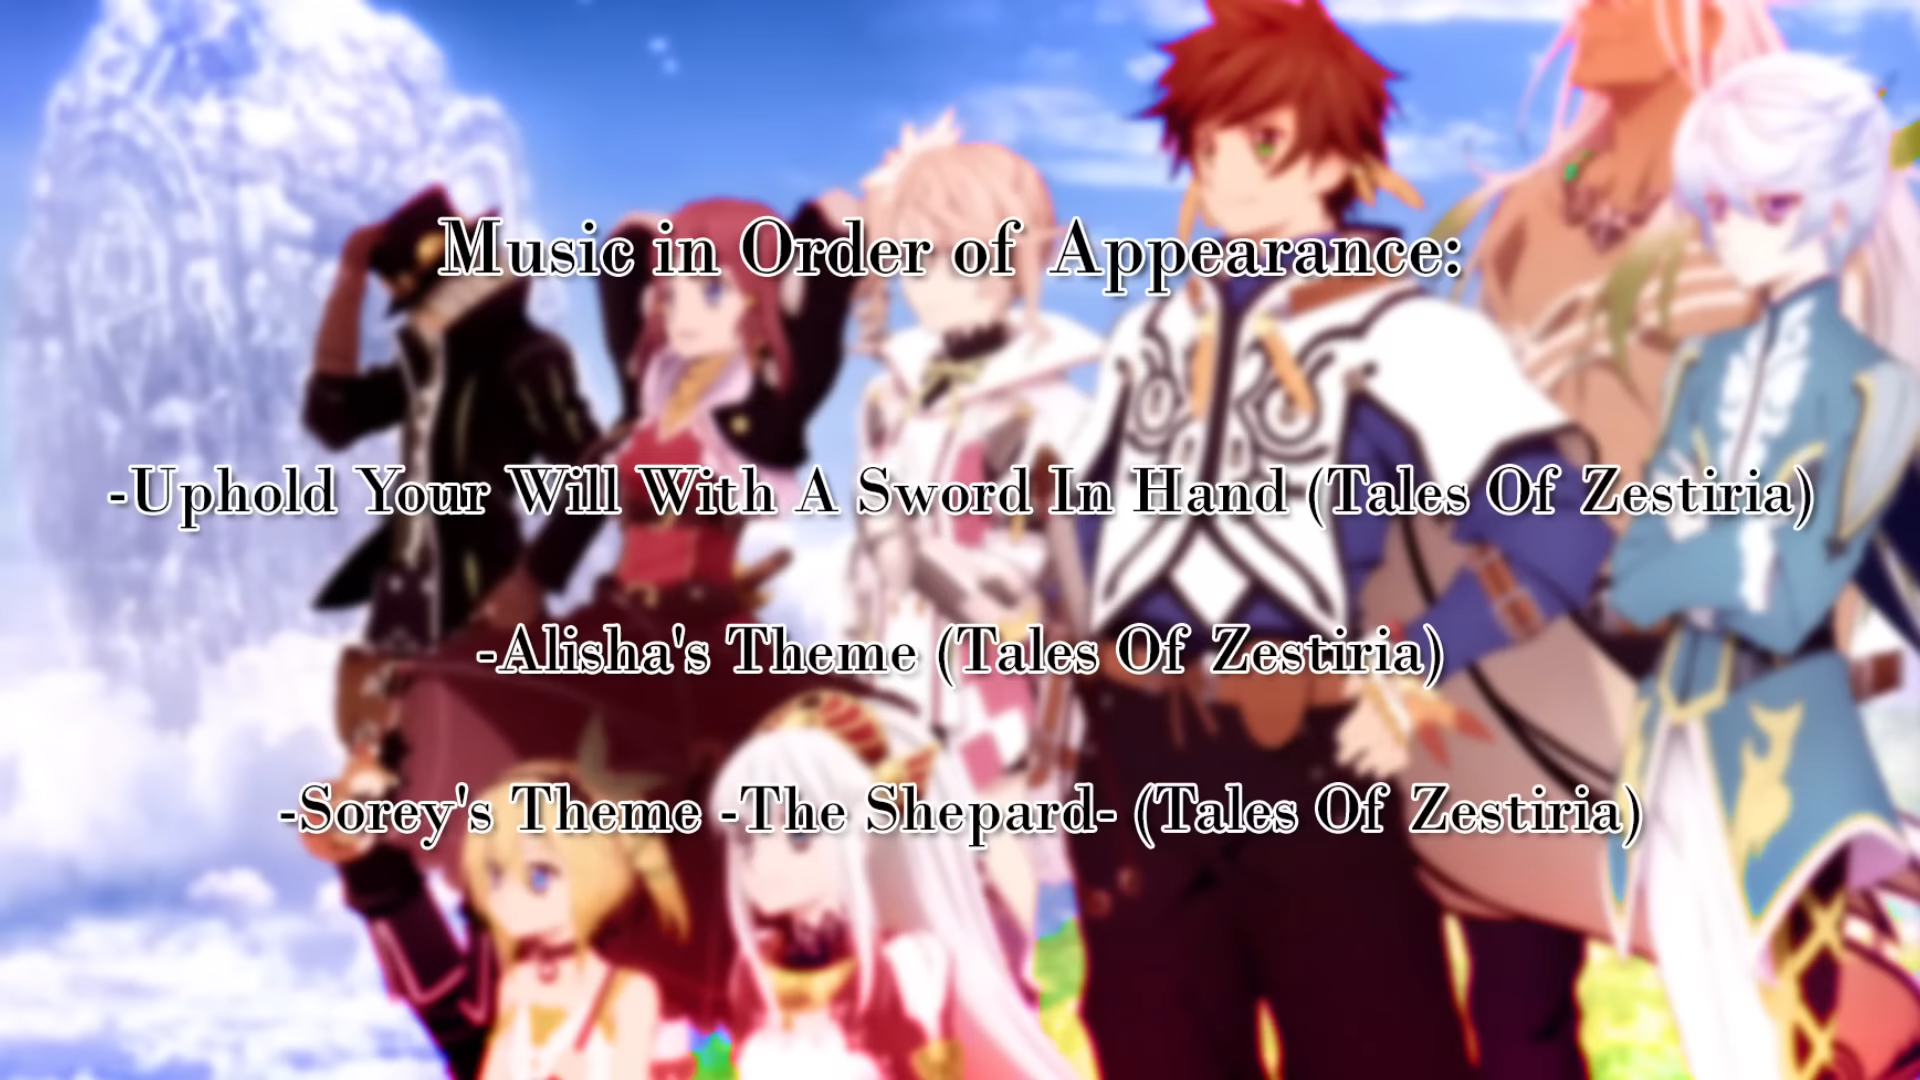 Music in Order of Appearance:
-Uphold Your Will With A Sword In Hand (Tales Of Zestiria)
-Alisha's Theme (Tales Of Zestiria)
-Sorey's Theme -The Shepard- (Tales Of Zestiria)